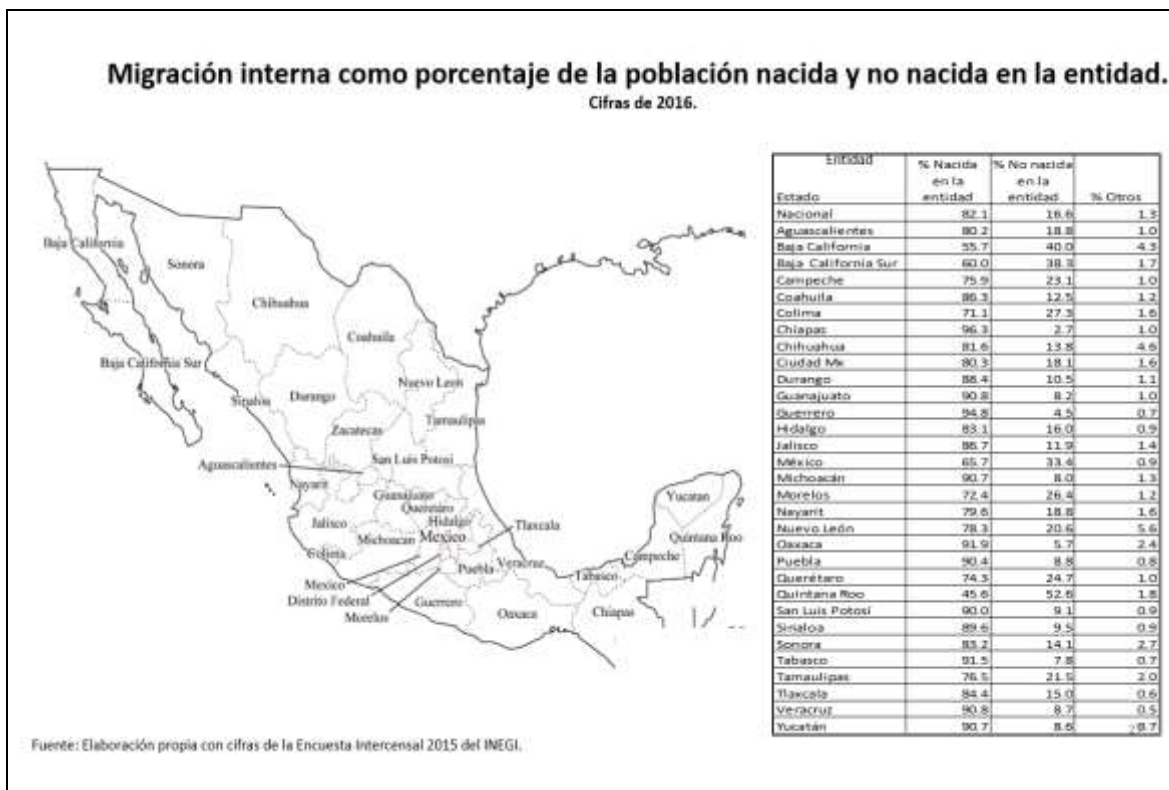 Migración interna como porcentaje de la población nacida y no nacida en la entidad.
Cifras de 2016.
Baja California
Sonora
Chihuahua
Coahuila
Baja California Sur
Nuevo Leon
Durango
Sinaloa
Tamaulipas
Zacatecas
San Luis Potosí
Aguascalientes
Nayarit
Guanajuato
Queretaro
Yucatan
Hidalgo
Jalisco
Tlaxcala
Michoacan
Mexico
Quintana Roo
Colima
Campeche
Puebla
Veracruz
Tabasco
Mexico
Distrito Federal
Guerrero
Morelos
Oaxaca
Chiapas
Entidad
Estado % Nacida en la entidad % No nacida en la entidad % Otros
Nacional 82.1 16.6 1.3
Aguascalientes 80.2 18.8 1.0
Baja California 55.7 40.0 4.3
Baja California Sur 60.0 38.3 1.7
Campeche 75.9 23.1 1.0
Coahuila 86.3 12.5 1.2
Colima 71.1 27.3 1.6
Chiapas 96.3 2.7 1.0
Chihuahua 81.6 13.8 4.6
Ciudad Mx 80.3 18.1 1.6
Durango 88.4 10.5 1.1
Guanajuato 90.8 8.2 1.0
Guerrero 94.8 4.5 0.7
Hidalgo 83.1 16.0 0.9
Jalisco 86.7 11.9 1.4
México 65.7 33.4 0.9
Michoacán 90.7 8.0 1.3
Morelos 72.4 26.4 1.2
Nayarit 79.6 18.8 1.6
Nuevo León 78.3 20.6 5.6
Oaxaca 91.9 5.7 2.4
Puebla 90.4 8.8 0.8
Querétaro 74.3 24.7 1.0
Quintana Roo 45.6 52.6 1.8
San Luis Potosí 90.0 9.1 0.9
Sinaloa 89.6 9.5 0.9
Sonora 83.2 14.1 2.7
Tabasco 91.5 7.8 0.7
Tamaulipas 76.5 21.5 2.0
Tlaxcala 84.4 15.0 0.6
Veracruz 90.8 8.7 0.5
Yucatán 90.7 8.6 0.7
Fuente: Elaboración propia con cifras de la Encuesta Intercensal 2015 del INEGI.